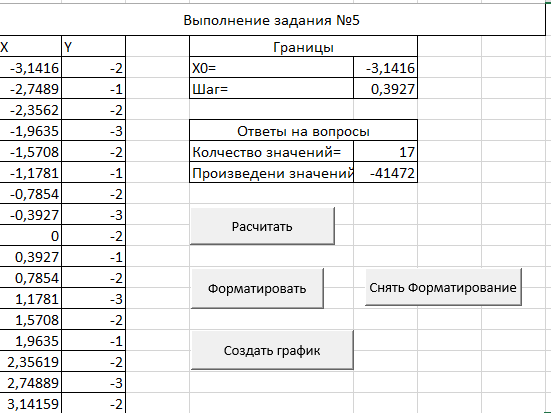 Выполнение задания №5
X Y Границы
-3,1416 -2 X0= -3,1416
-2,7489 -1 Шаг= 0,3927
-2,3562 -2
-1,9635 -3 Ответы на вопросы
-1,5708 -2 Колчество значений= 17
-1,1781 -1 Произведени значений -41472
-0,7854 -2
-0,3927 -3 Расчитать
0 -2
0,3927 -1
0,7854 -2 Форматировать Снять Форматирование
1,1781 -3
1,5708 -2
1,9635 -1 Создать график
2,35619 -2
2,74889 -3
3,14159 -2